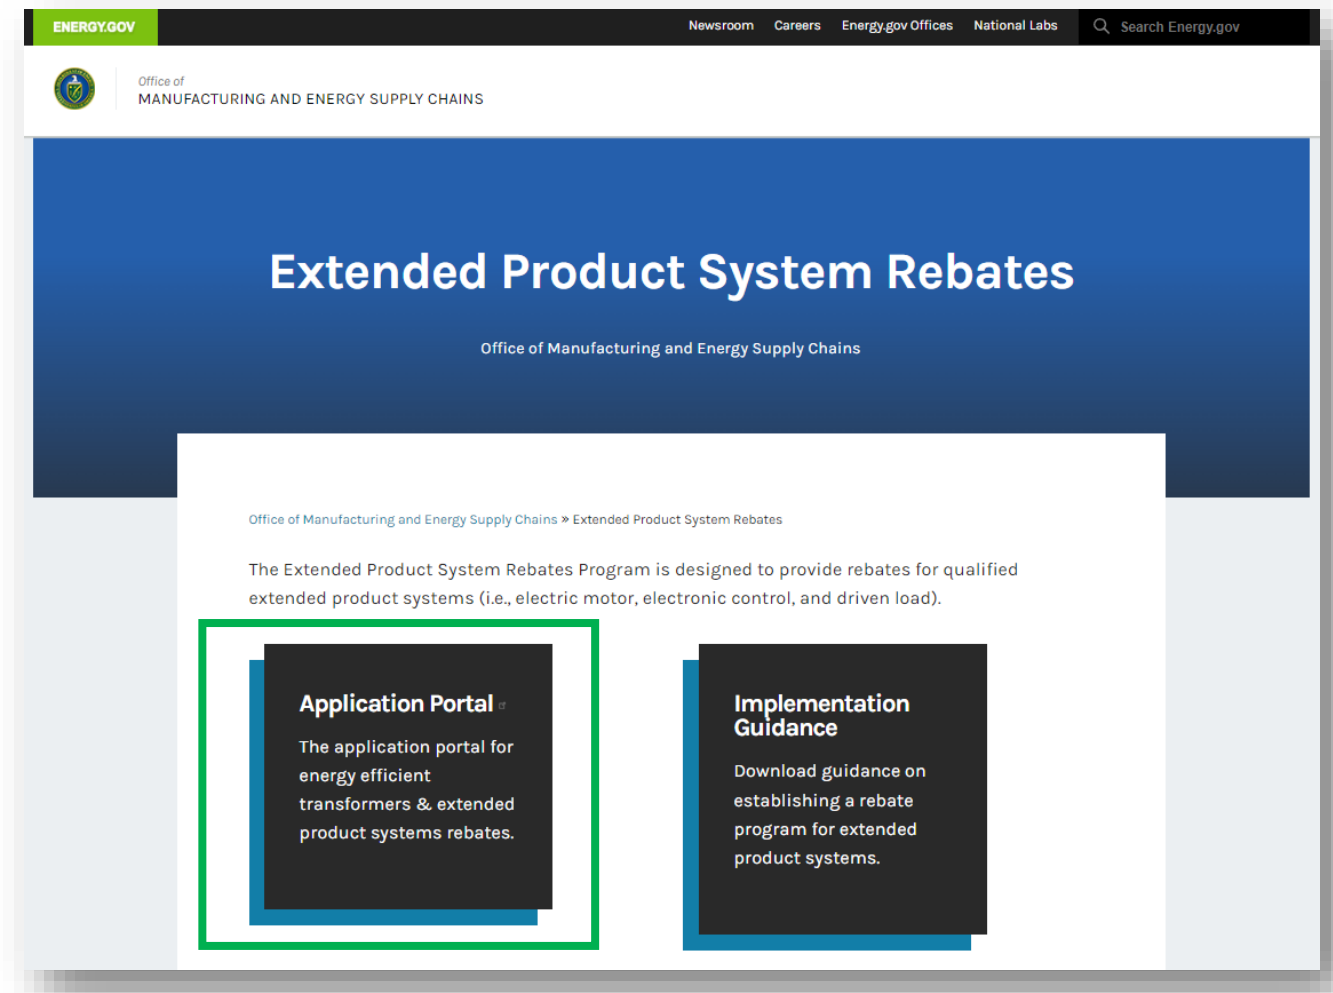 ENERGY.GOV
Newsroom Careers Energy.gov Offices National Labs Search Energy.gov
Office of
MANUFACTURING AND ENERGY SUPPLY CHAINS
Extended Product System Rebates
Office of Manufacturing and Energy Supply Chains
Office of Manufacturing and Energy Supply Chains » Extended Product System Rebates
The Extended Product System Rebates Program is designed to provide rebates for qualified
extended product systems (i.e., electric motor, electronic control, and driven load).
Application Portal
The application portal for
energy efficient
transformers & extended
product systems rebates.
Implementation
Guidance
Download guidance on
establishing a rebate
program for extended
product systems.